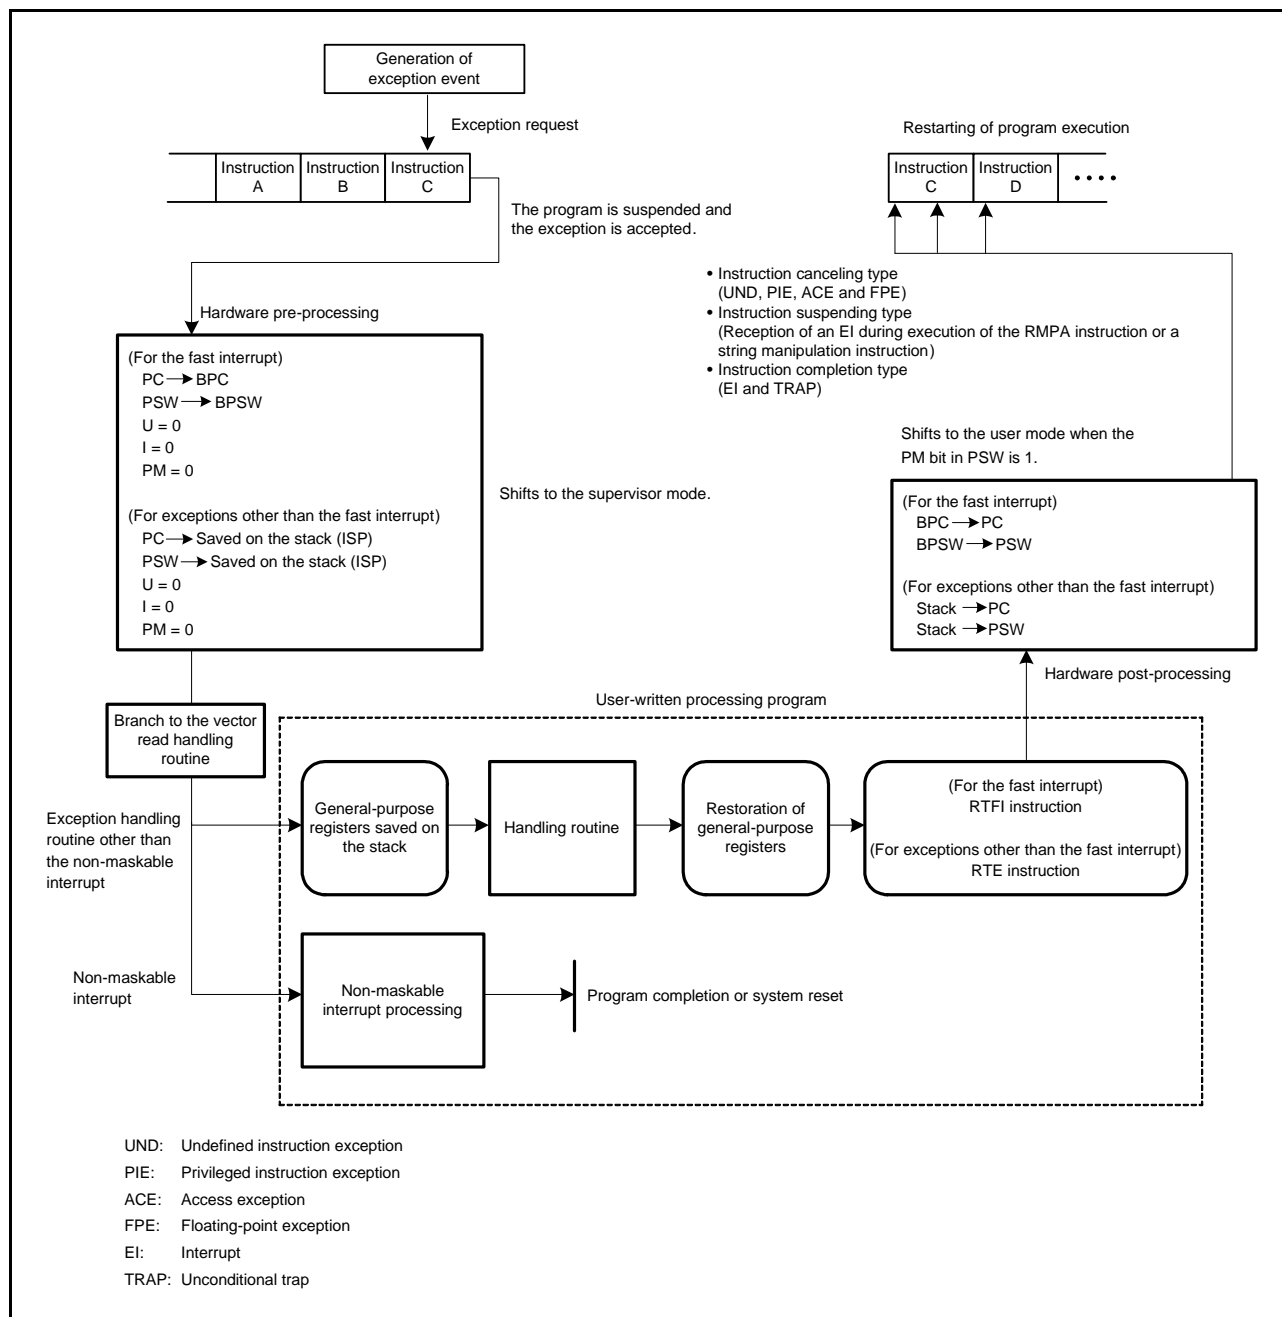 Generation of
exception event
Exception request
Instruction
A
Instruction
B
Instruction
C
The program is suspended and
the exception is accepted.
Restarting of program execution
Instruction
C
Instruction
D
• • • •
• Instruction canceling type
(UND, PIE, ACE and FPE)
• Instruction suspending type
(Reception of an EI during execution of the RMPA instruction or a
string manipulation instruction)
• Instruction completion type
(EI and TRAP)
Hardware pre-processing
(For the fast interrupt)
PC → BPC
PSW → BPSW
U = 0
I = 0
PM = 0
(For exceptions other than the fast interrupt)
PC → Saved on the stack (ISP)
PSW → Saved on the stack (ISP)
U = 0
I = 0
PM = 0
Shifts to the supervisor mode.
Shifts to the user mode when the
PM bit in PSW is 1.
(For the fast interrupt)
BPC → PC
BPSW → PSW
(For exceptions other than the fast interrupt)
Stack → PC
Stack → PSW
Hardware post-processing
Branch to the vector
read handling
routine
User-written processing program
Exception handling
routine other than
the non-maskable
interrupt
General-purpose
registers saved on
the stack
Handling routine
Restoration of
general-purpose
registers
(For the fast interrupt)
RTFI instruction
(For exceptions other than the fast interrupt)
RTE instruction
Non-maskable
interrupt
Non-maskable
interrupt processing
Program completion or system reset
UND: Undefined instruction exception
PIE: Privileged instruction exception
ACE: Access exception
FPE: Floating-point exception
EI: Interrupt
TRAP: Unconditional trap